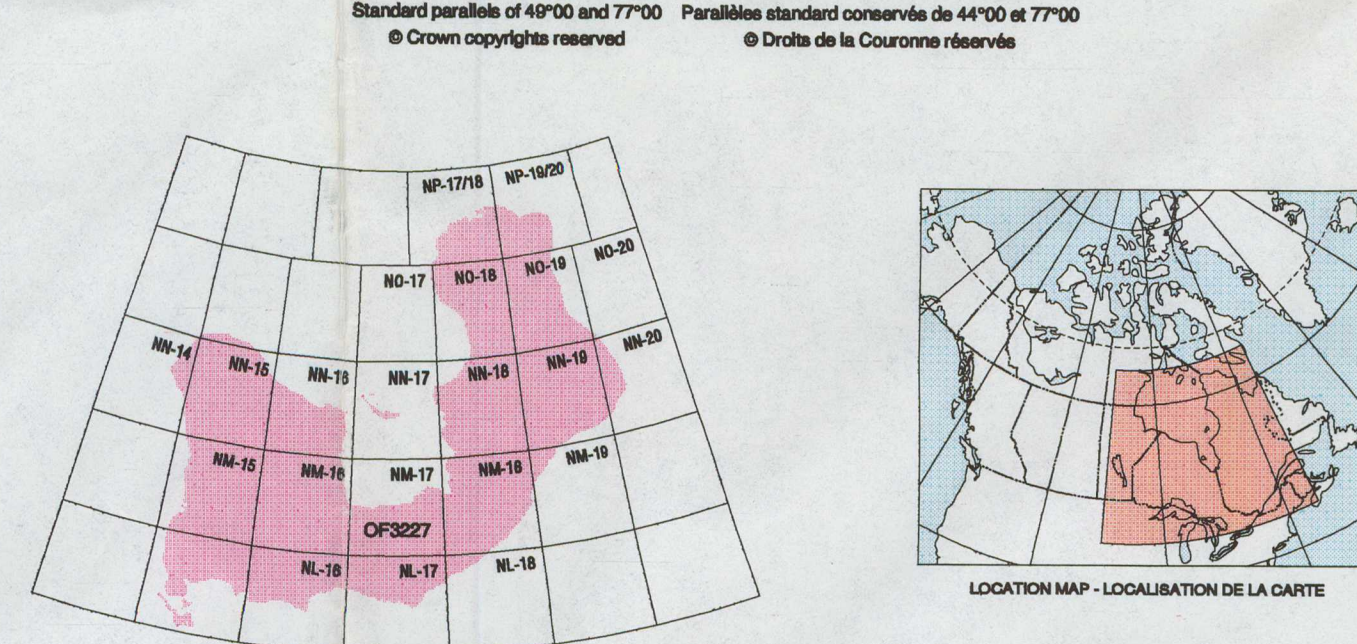 Standard parallels of 49°00 and 77°00 Parallèles standard conservés de 44°00 et 77°00
© Crown copyrights reserved © Droits de la Couronne réservés
NP-17/18 NP-19/20
NO-17 NO-18 NO-19 NO-20
NN-14 NN-15 NN-16 NN-17 NN-18 NN-19 NN-20
NM-15 NM-16 NM-17 NM-18 NM-19
OF3227
NL-16 NL-17 NL-18
LOCATION MAP - LOCALISATION DE LA CARTE